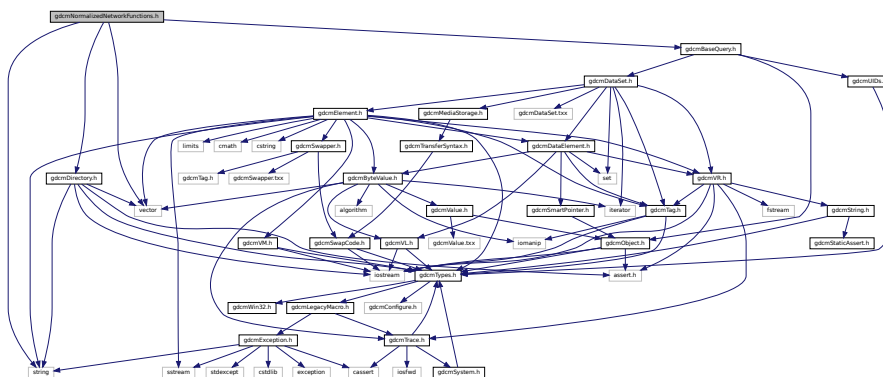 gdcmNormalizedNetworkFunctions.h
gdcmBaseQuery.h
gdcmDataSet.h
gdcmUIDs.
gdcmElement.h
gdcmMediaStorage.h
gdcmDataSet.txx
limits
cmath
cstring
gdcmSwapper.h
gdcmTransferSyntax.h
gdcmDataElement.h
gdcmDirectory.h
gdcmTag.h
gdcmSwapper.txx
gdcmByteValue.h
set
gdcmVR.h
vector
algorithm
gdcmValue.h
gdcmSmartPointer.h
iterator
gdcmTag.h
fstream
gdcmString.h
gdcmVM.h
gdcmSwapCode.h
gdcmVL.h
gdcmValue.txx
iomanip
gdcmObject.h
gdcmStaticAssert.h
iostream
gdcmTypes.h
assert.h
gdcmWin32.h
gdcmLegacyMacro.h
gdcmConfigure.h
gdcmException.h
gdcmTrace.h
string
sstream
stdexcept
cstdlib
exception
cassert
iosfwd
gdcmSystem.h